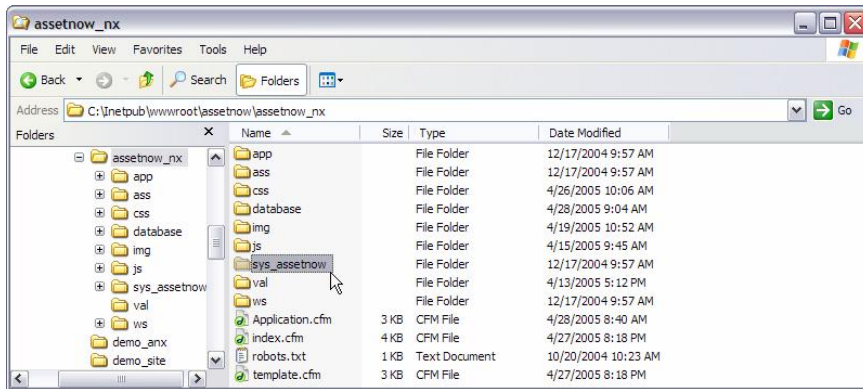 assetnow_nx
File Edit View Favorites Tools Help
Back Search Folders
Address C:\Inetpub\wwwroot\assetnow\assetnow_nx Go
Folders Name Size Type Date Modified
assetnow_nx app File Folder 12/17/2004 9:57 AM
app ass File Folder 12/17/2004 9:57 AM
ass css File Folder 4/26/2005 10:06 AM
css database File Folder 4/28/2005 9:04 AM
database img File Folder 4/19/2005 10:52 AM
img js File Folder 4/15/2005 9:45 AM
js sys_assetnow File Folder 12/17/2004 9:57 AM
sys_assetnow val File Folder 4/13/2005 5:12 PM
val ws File Folder 12/17/2004 9:57 AM
ws Application.cfm 3 KB CFM File 4/28/2005 8:40 AM
demo_anx index.cfm 4 KB CFM File 4/27/2005 8:18 PM
demo_site robots.txt 1 KB Text Document 10/20/2004 10:23 AM
template.cfm 3 KB CFM File 4/27/2005 8:18 PM